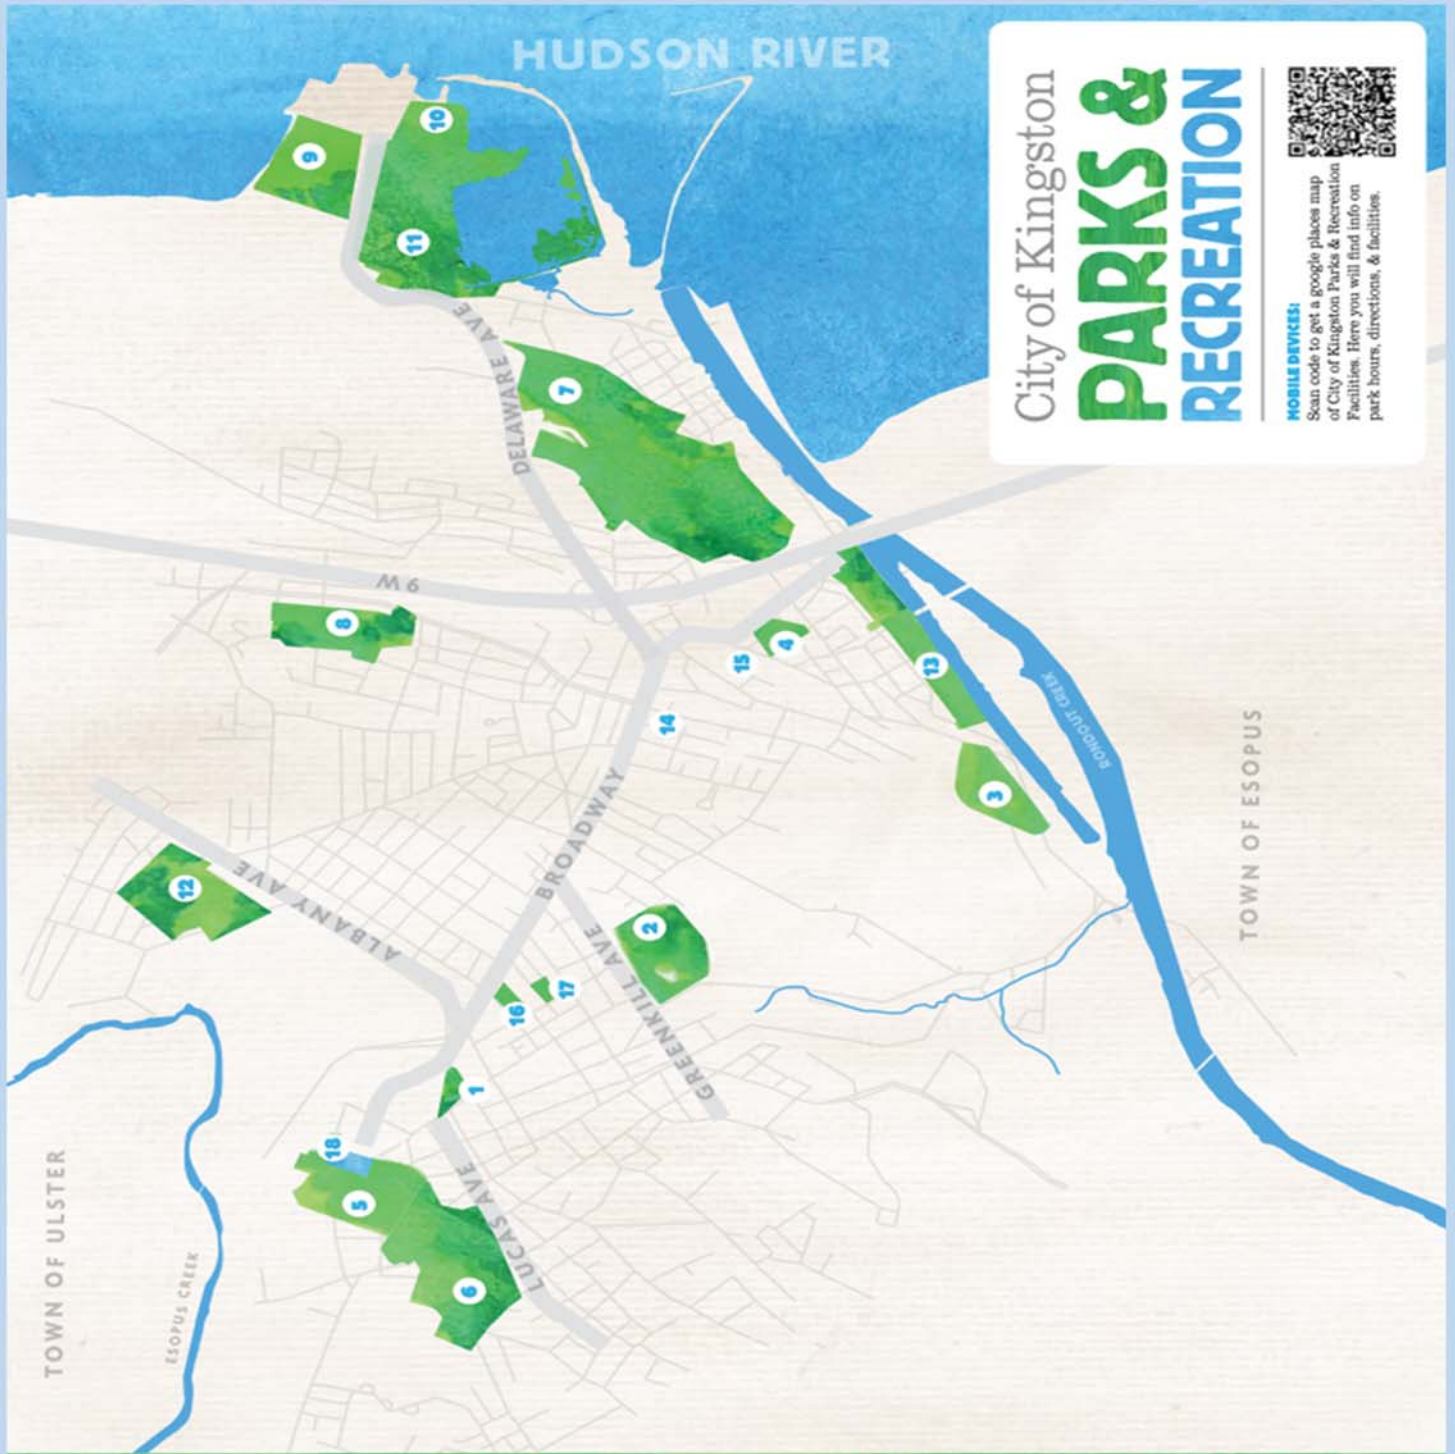 City of Kingston
PARKS &
RECREATION
MOBILE DEVICES:
Scan code to get a google places map
of City of Kingston Parks & Recreation
Facilities. Here you will find info on
park hours, directions, & facilities.
HUDSON RIVER
10
9
11
DELAWARE AVE
7
9 W
8
4
15
13
14
RONDOUT CREEK
TOWN OF ESOPUS
3
BROADWAY
12
ALBANY AVE
2
GREENKILL AVE
17
16
1
18
5
LUCAS AVE
6
TOWN OF ULSTER
ESOPUS CREEK